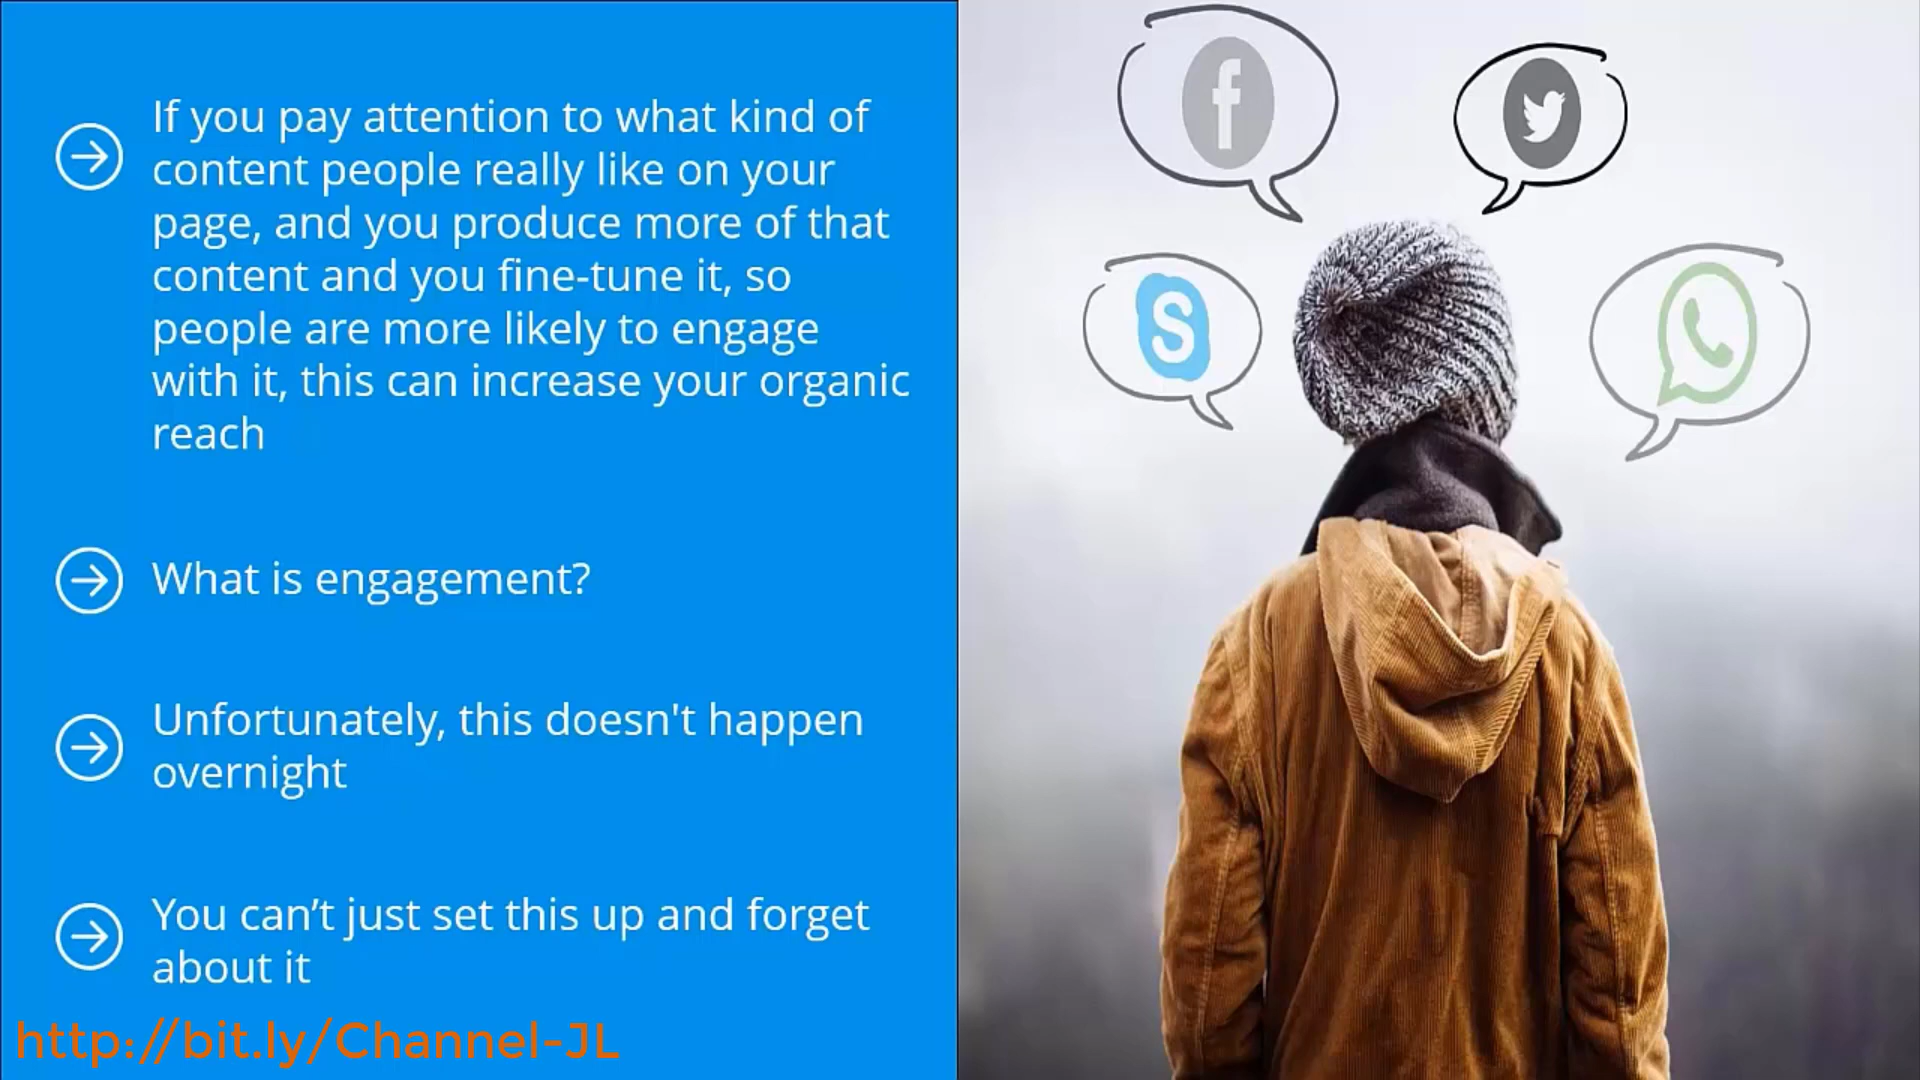 If you pay attention to what kind of
content people really like on your
page, and you produce more of that
content and you fine-tune it, so
people are more likely to engage
with it, this can increase your organic
reach
What is engagement?
Unfortunately, this doesn't happen
overnight
You can’t just set this up and forget
about it
http://bit.ly/Channel-JL